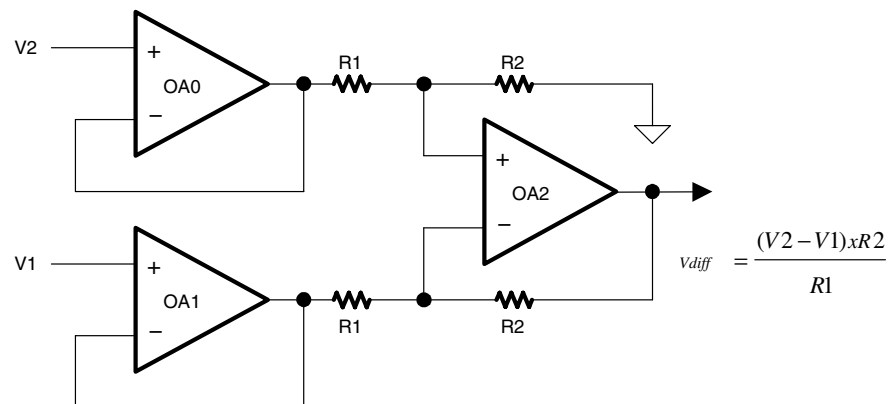 V2
+
OA0
−
R1
R2
+
OA2
−
V1
+
OA1
−
R1
R2
Vdiff = (V2−V1)xR2
R1